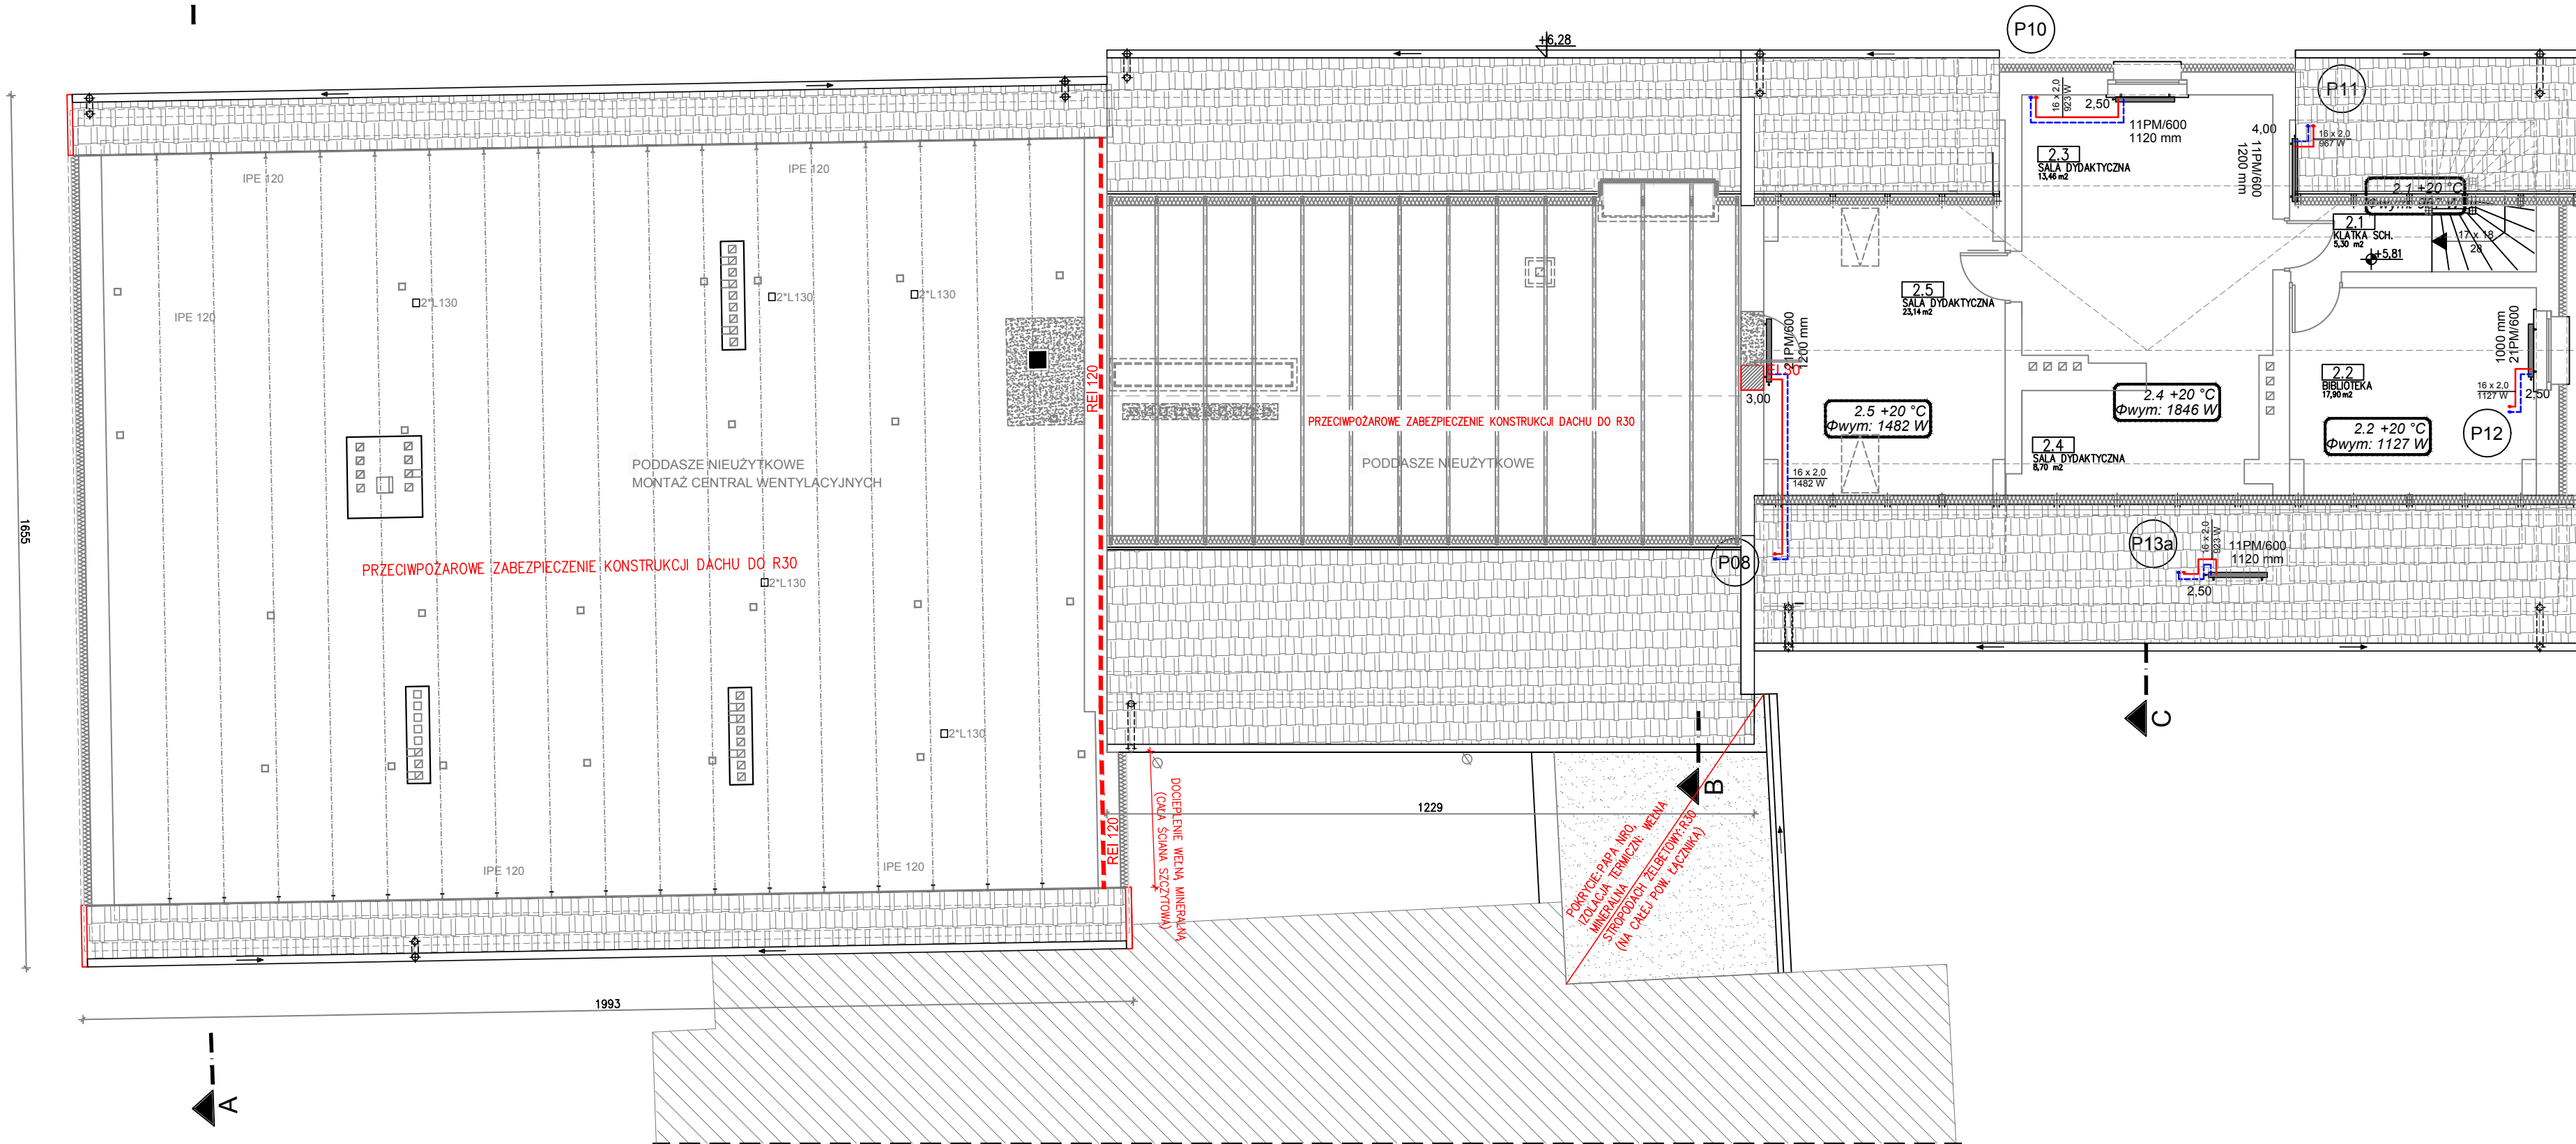 P10
+6,28
P11
16 x 2,0
923 W
2,50
11PM/600
1120 mm
4,00
16 x 2,0
967 W
11PM/600
1200 mm
2.3
SALA DYDAKTYCZNA
13,46 m2
IPE 120
IPE 120
2.1 +20 °C
2.1
KLATKA SCH.
5,30 m2
17 x 18
28
+5,81
2.5
SALA DYDAKTYCZNA
23,14 m2
2*L130
2*L130
2*L130
IPE 120
21PM/600
1200 mm
1000 mm
21PM/600
REI 120
3,00
2.2
BIBLIOTEKA
17,90 m2
16 x 2,0
1127 W
2,50
2.4 +20 °C
Φwym: 1846 W
2.5 +20 °C
Φwym: 1482 W
PRZECIWPOŻAROWE ZABEZPIECZENIE KONSTRUKCJI DACHU DO R30
2.2 +20 °C
Φwym: 1127 W
P12
2.4
SALA DYDAKTYCZNA
8,70 m2
PODDASZE NIEUŻYTKOWE
MONTAŻ CENTRAL WENTYLACYJNYCH
PODDASZE NIEUŻYTKOWE
16 x 2,0
1482 W
1655
PRZECIWPOŻAROWE ZABEZPIECZENIE KONSTRUKCJI DACHU DO R30
P08
P13a
16 x 2,0
923 W
11PM/600
1120 mm
2,50
2*L130
2*L130
C
B
1229
REI 120
DOCIEPLENIE WEŁNĄ MINERALNĄ
(CAŁA ŚCIANA SZCZYTOWA)
POKRYCIE:PAPA NRO,
IZOLACJA TERMICZN: WEŁNA
MINERALNA
STROPODACH ŻELBETOWY:R30
(NA CAŁEJ POW. ŁĄCZNIKA)
IPE 120
IPE 120
1993
A